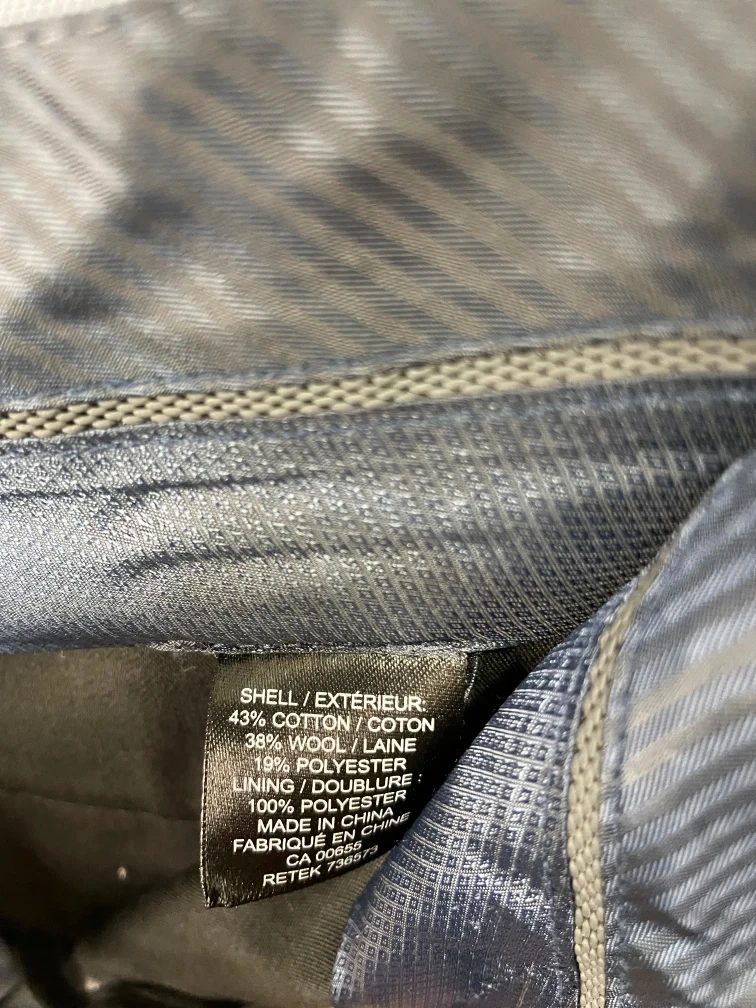 SHELL / EXTÉRIEUR:
43% COTTON / COTON
38% WOOL / LAINE
19% POLYESTER
LINING / DOUBLURE :
100% POLYESTER
MADE IN CHINA
FABRIQUÉ EN CHINE
CA 00655
RETEK 736573